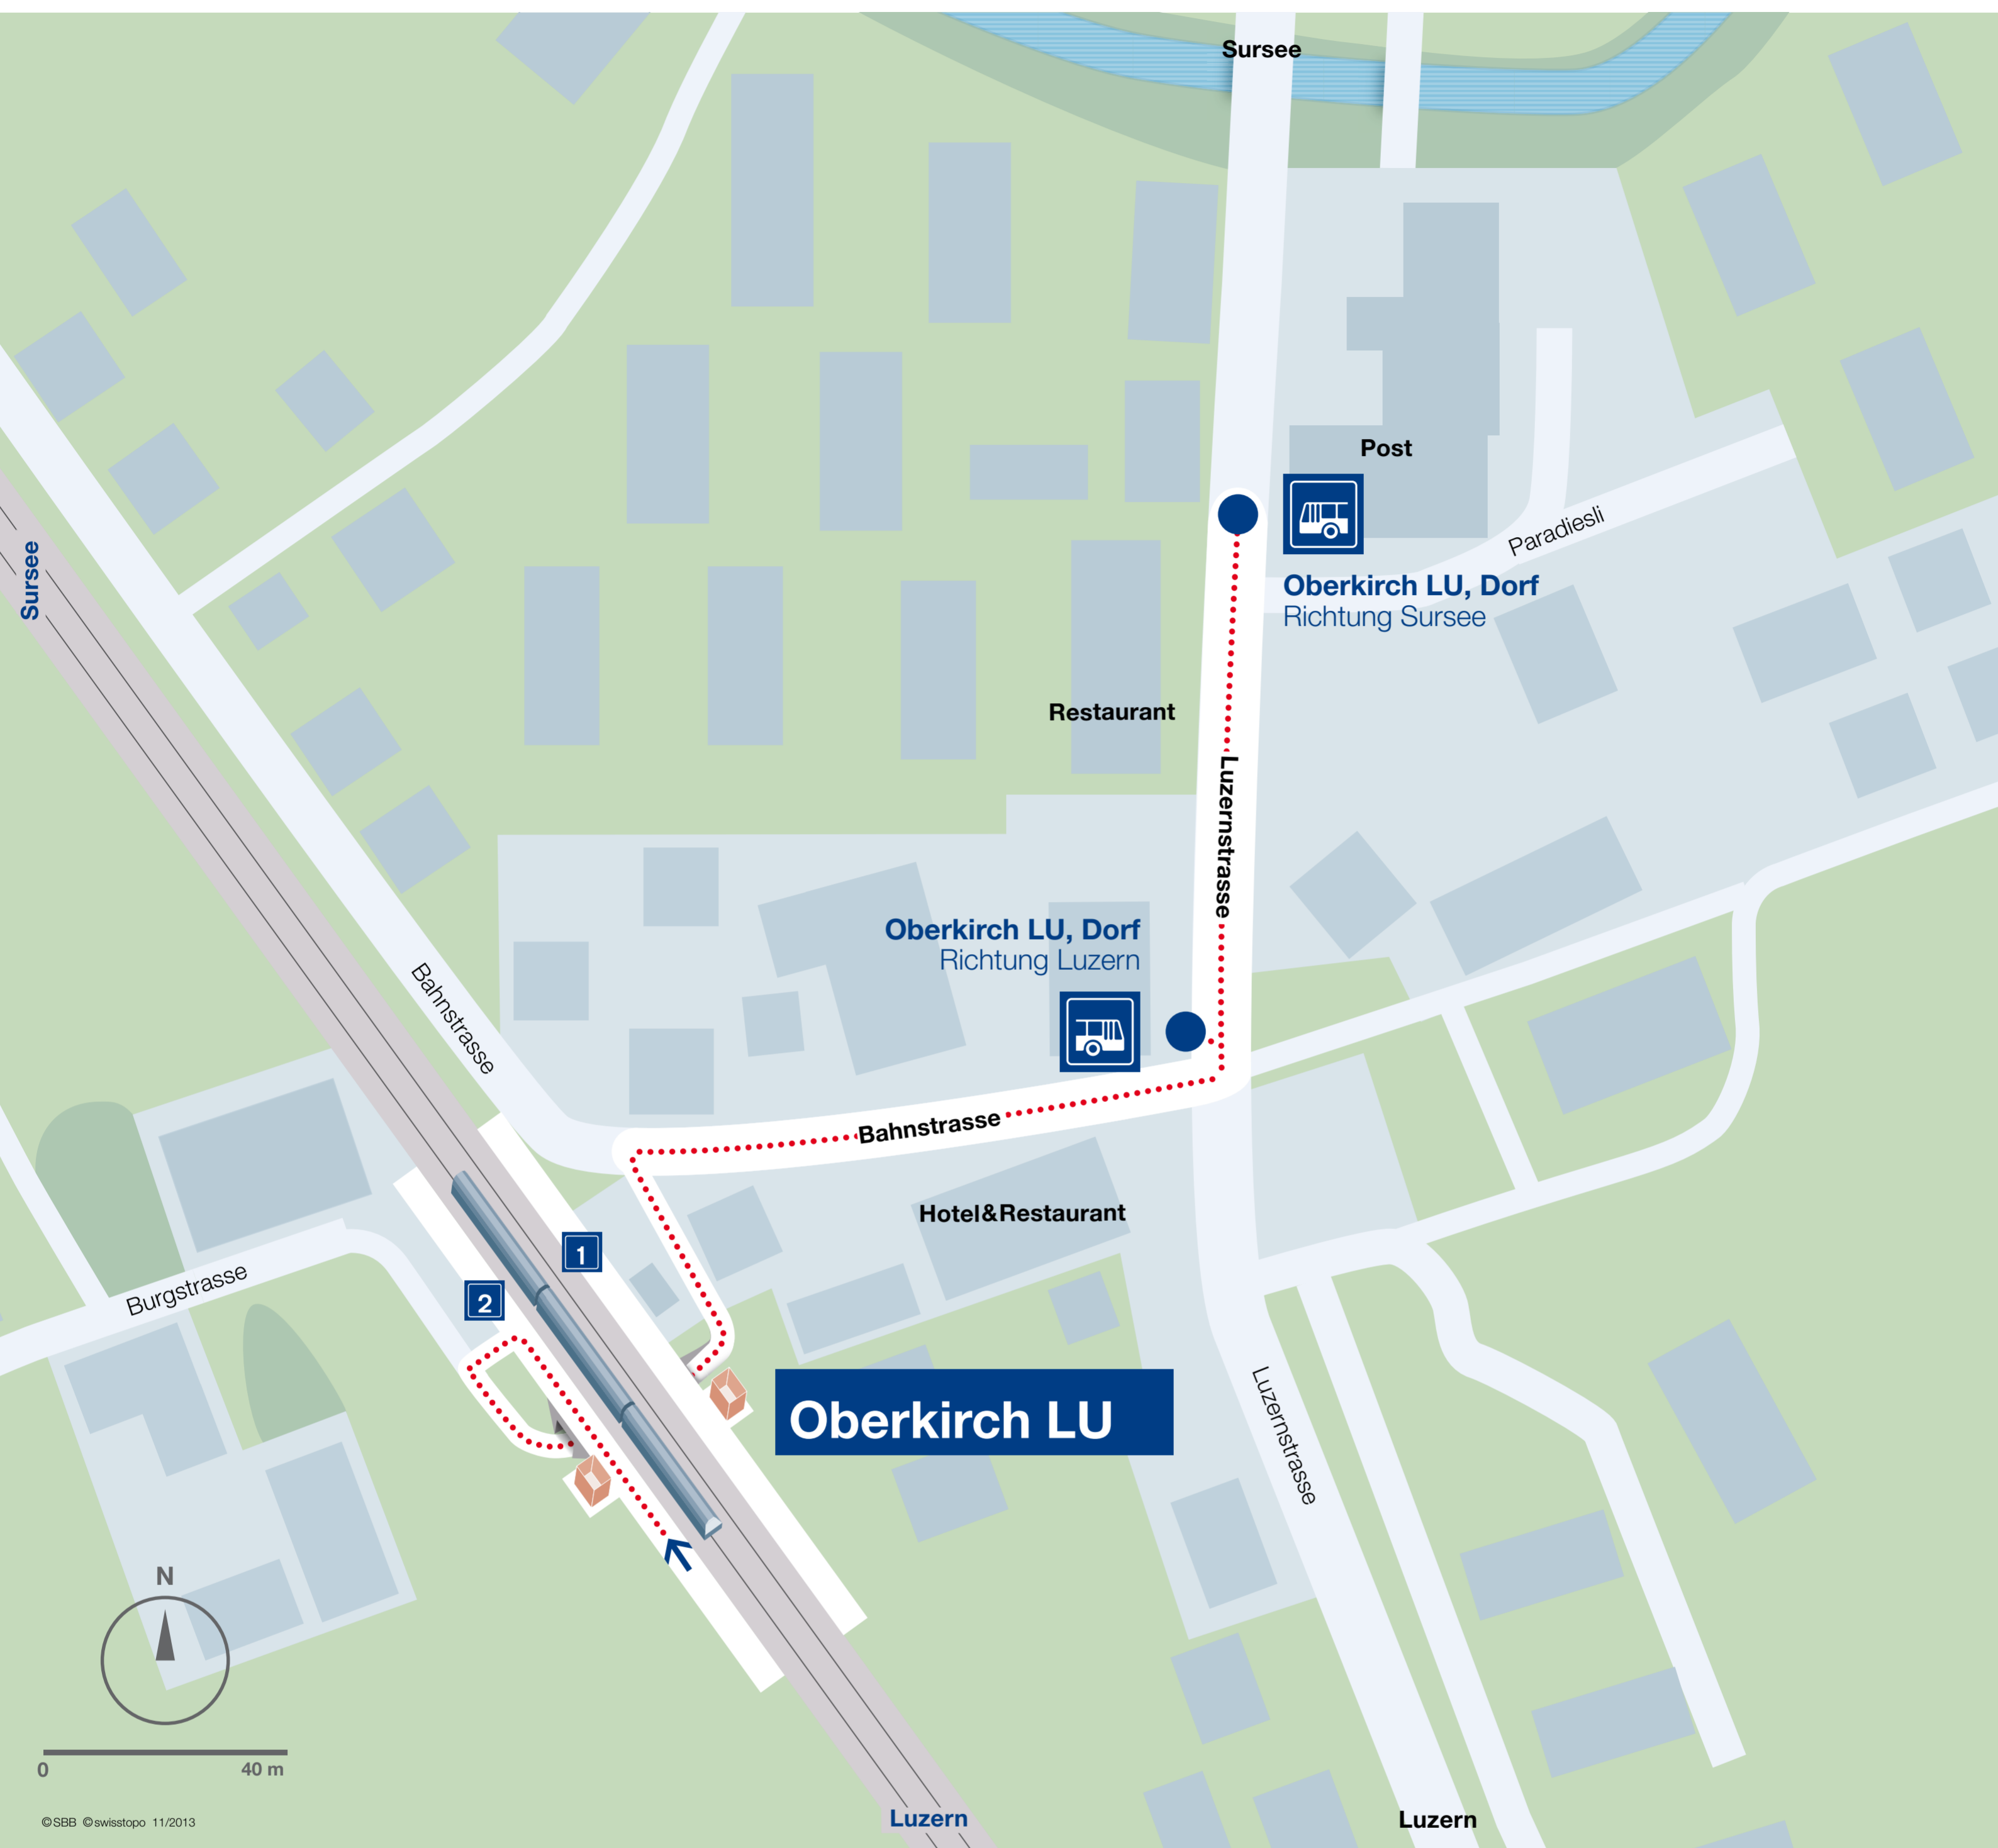 Sursee
Post
Paradiesli
Sursee
Oberkirch LU, Dorf
Richtung Sursee
Restaurant
Luzernstrasse
Oberkirch LU, Dorf
Richtung Luzern
Bahnstrasse
Bahnstrasse
Hotel&Restaurant
1
2
Burgstrasse
Oberkirch LU
Luzernstrasse
N
0 40 m
Luzern
Luzern
©SBB ©swisstopo 11/2013